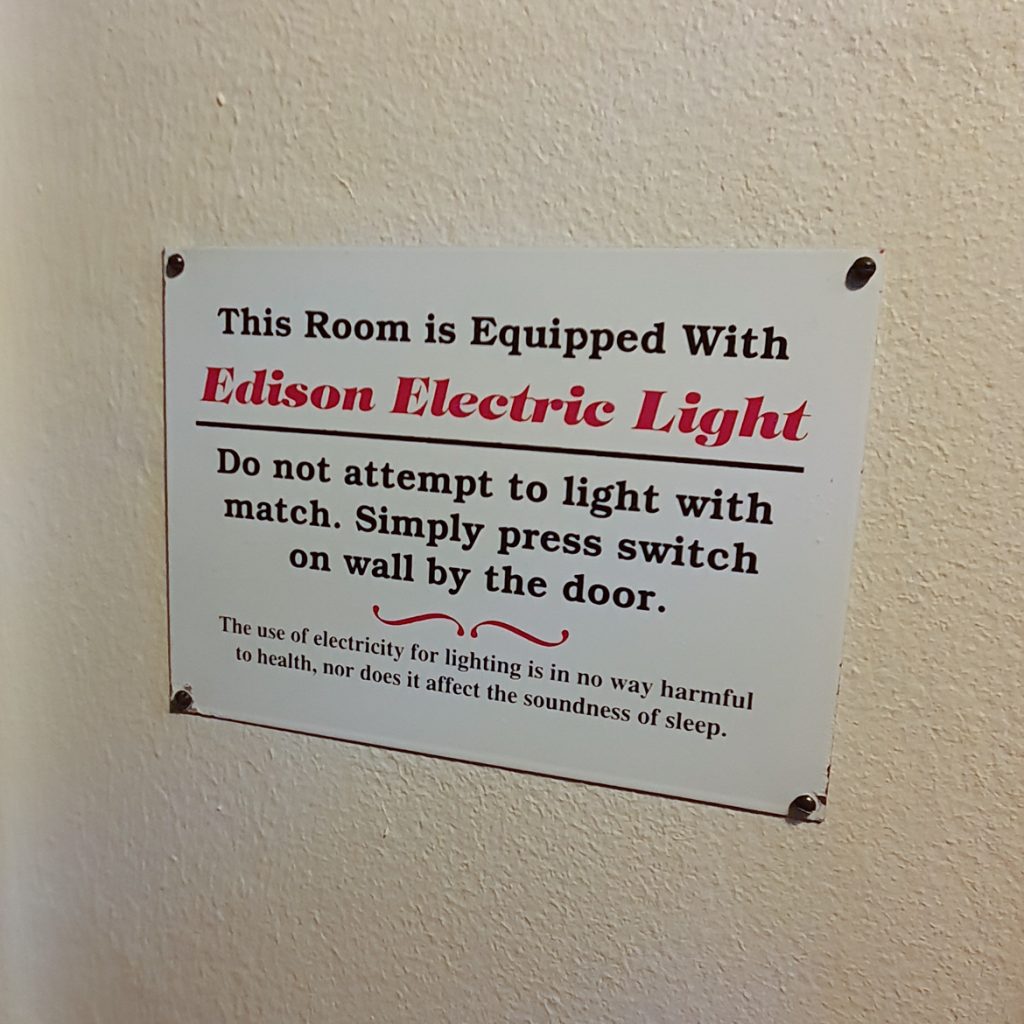 This Room is Equipped With
Edison Electric Light
Do not attempt to light with
match. Simply press switch
on wall by the door.
The use of electricity for lighting is in no way harmful
to health, nor does it affect the soundness of sleep.